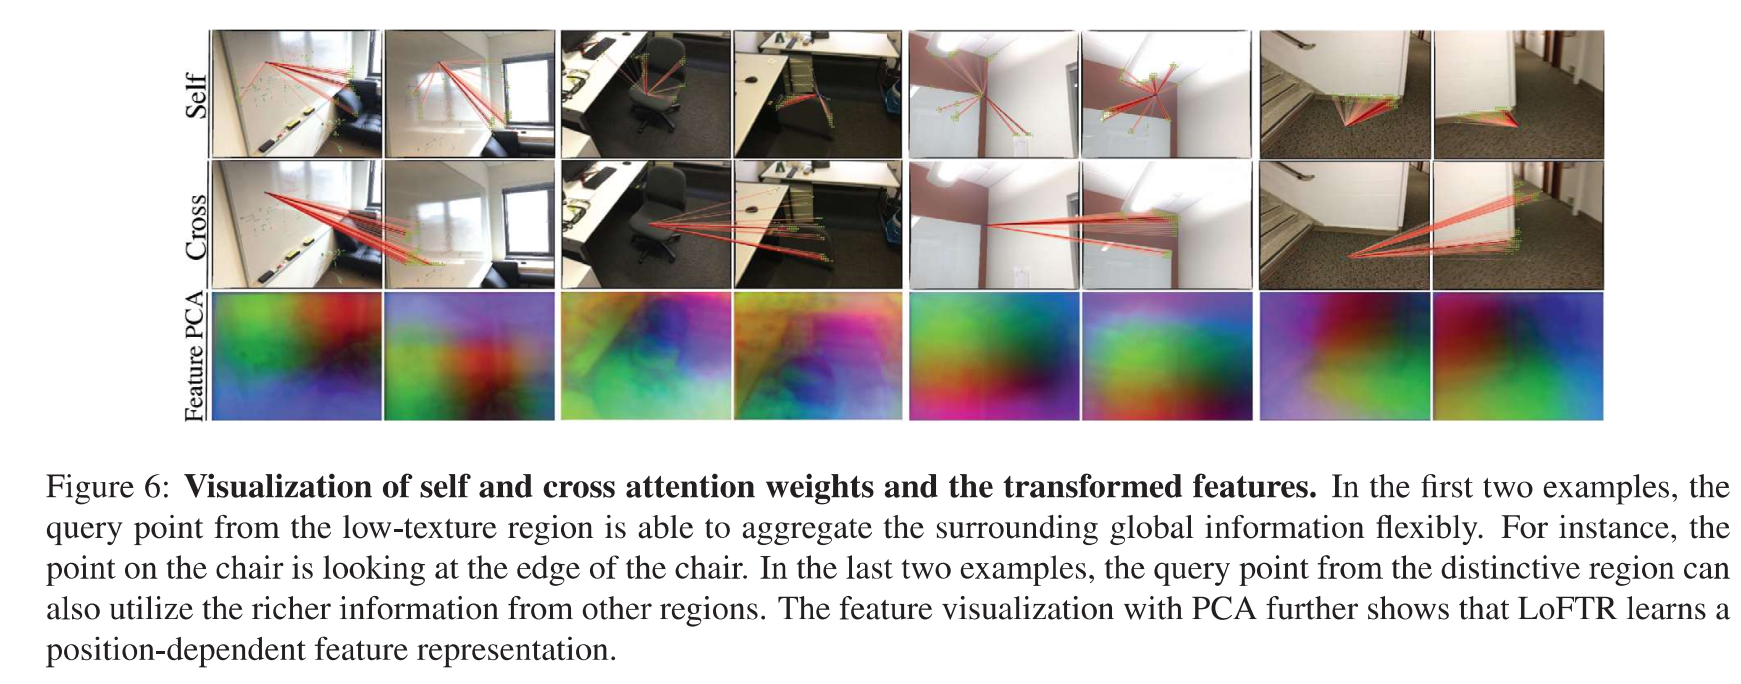 Self
Cross
Feature PCA
Figure 6: Visualization of self and cross attention weights and the transformed features. In the first two examples, the
query point from the low-texture region is able to aggregate the surrounding global information flexibly. For instance, the
point on the chair is looking at the edge of the chair. In the last two examples, the query point from the distinctive region can
also utilize the richer information from other regions. The feature visualization with PCA further shows that LoFTR learns a
position-dependent feature representation.